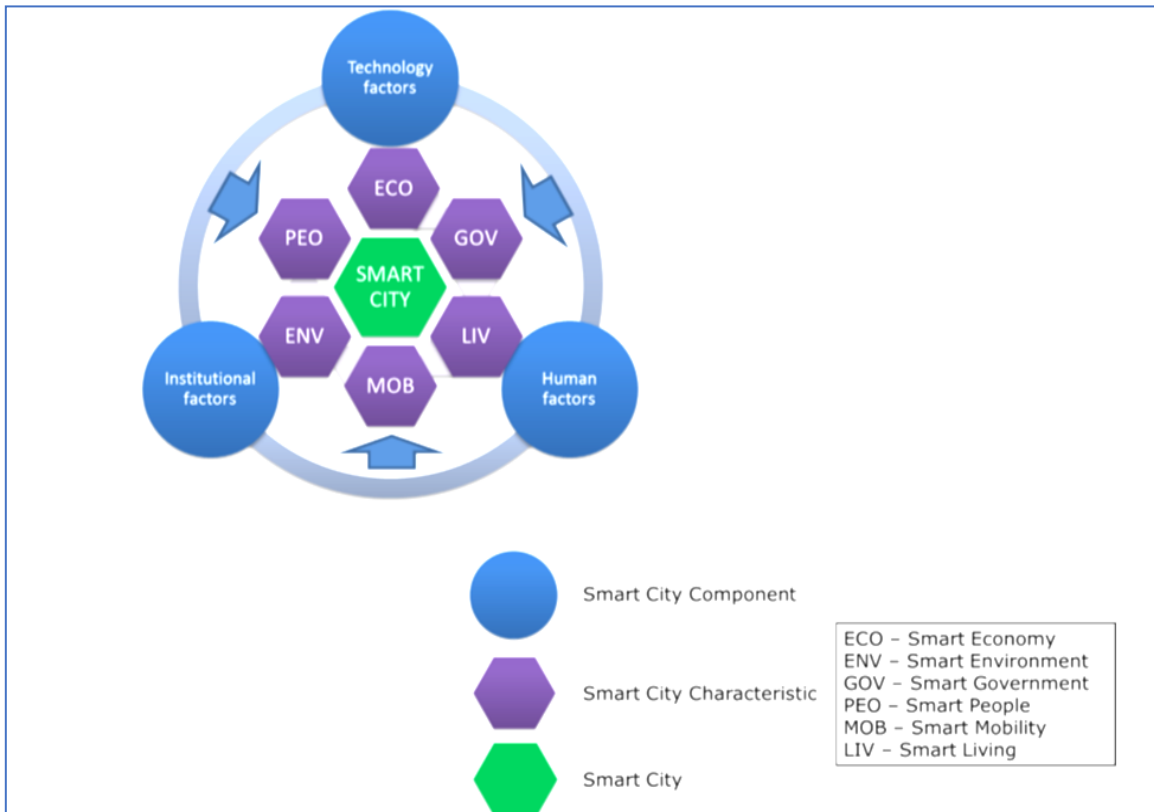 Technology
factors
ECO
PEO
GOV
SMART
CITY
ENV
LIV
MOB
Institutional
factors
Human
factors
Smart City Component
Smart City Characteristic
Smart City
ECO – Smart Economy
ENV – Smart Environment
GOV – Smart Government
PEO – Smart People
MOB – Smart Mobility
LIV – Smart Living